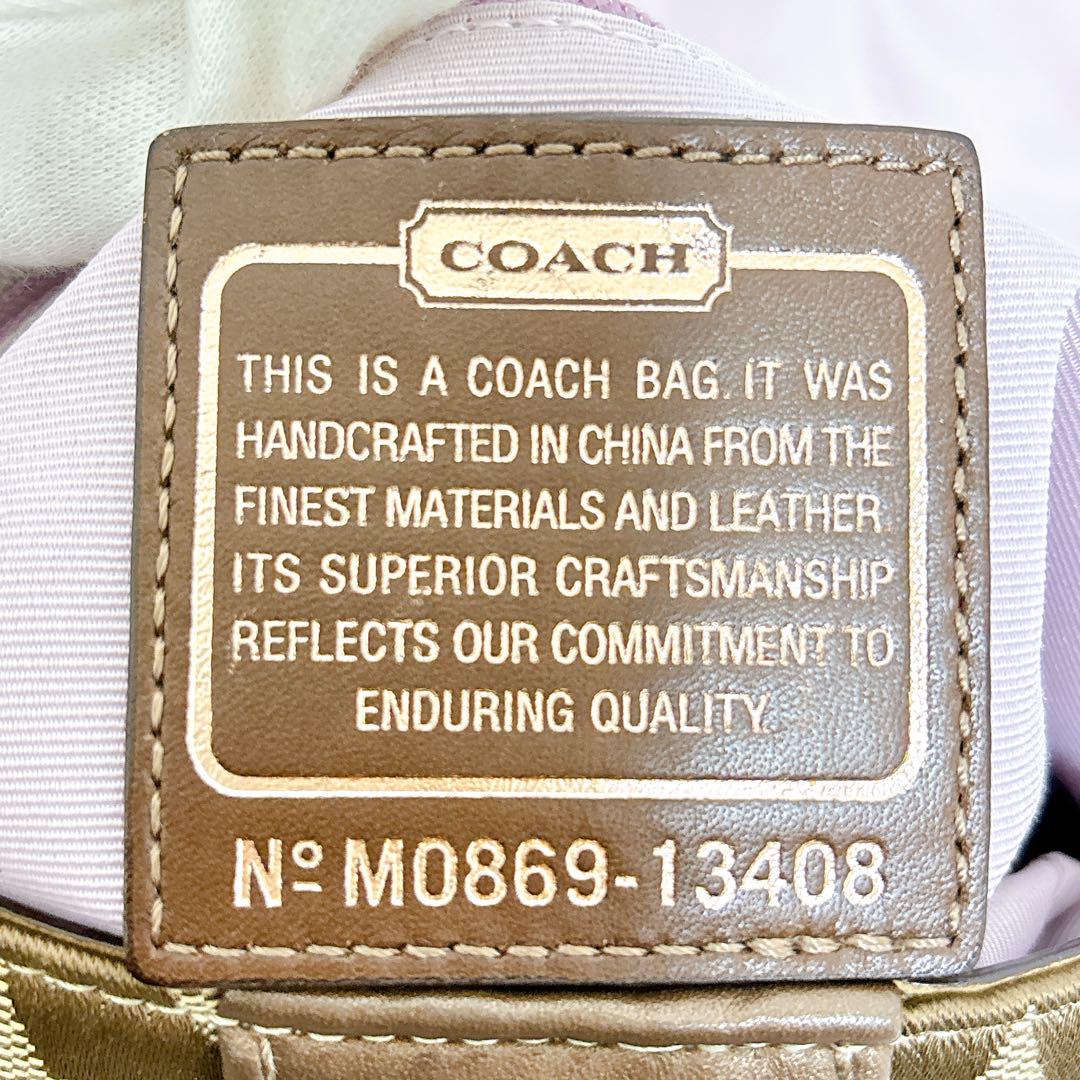 COACH
THIS IS A COACH BAG. IT WAS
HANDCRAFTED IN CHINA FROM THE
FINEST MATERIALS AND LEATHER.
ITS SUPERIOR CRAFTSMANSHIP
REFLECTS OUR COMMITMENT TO
ENDURING QUALITY.
Nº M0869-13408